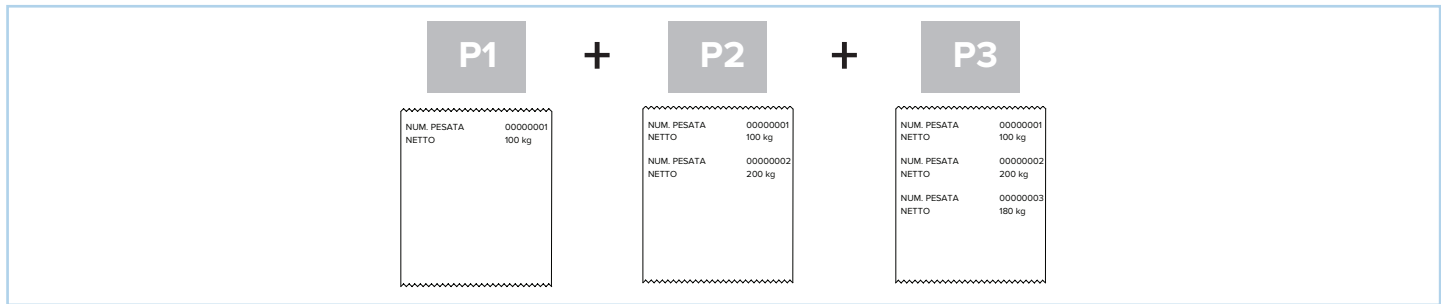 P1 + P2 + P3
NUM. PESATA 00000001
NETTO 100 kg
NUM. PESATA 00000001
NETTO 100 kg
NUM. PESATA 00000002
NETTO 200 kg
NUM. PESATA 00000001
NETTO 100 kg
NUM. PESATA 00000002
NETTO 200 kg
NUM. PESATA 00000003
NETTO 180 kg